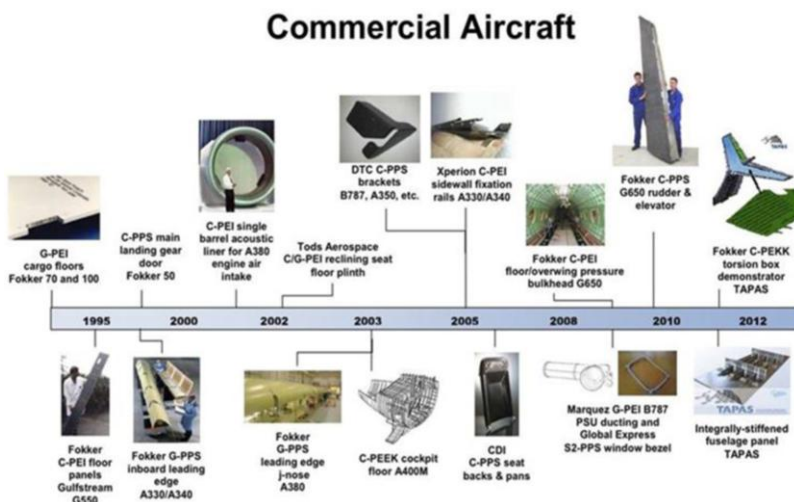 Commercial Aircraft
TAPAS
DTC C-PPS
brackets
B787, A350, etc.
Xperion C-PEI
sidewall fixation
rails A330/A340
Fokker C-PPS
G650 rudder &
elevator
G-PEI
cargo floors
Fokker 70 and 100
C-PPS main
landing gear
door
Fokker 50
C-PEI single
barrel acoustic
liner for A380
engine air
intake
Tods Aerospace
C/G-PEI reclining seat
floor plinth
Fokker C-PEI
floor/overwing pressure
bulkhead G650
Fokker C-PEKK
torsion box
demonstrator
TAPAS
1995 2000 2002 2003 2005 2008 2010 2012
TAPAS
Fokker
C-PEI floor
panels
Gulfstream
G550
Fokker G-PPS
inboard leading
edge
A330/A340
Fokker
G-PPS
leading edge
j-nose
A380
C-PEEK cockpit
floor A400M
CDI
C-PPS seat
backs & pans
Marquez G-PEI B787
PSU ducting and
Global Express
S2-PPS window bezel
Integrally-stiffened
fuselage panel
TAPAS